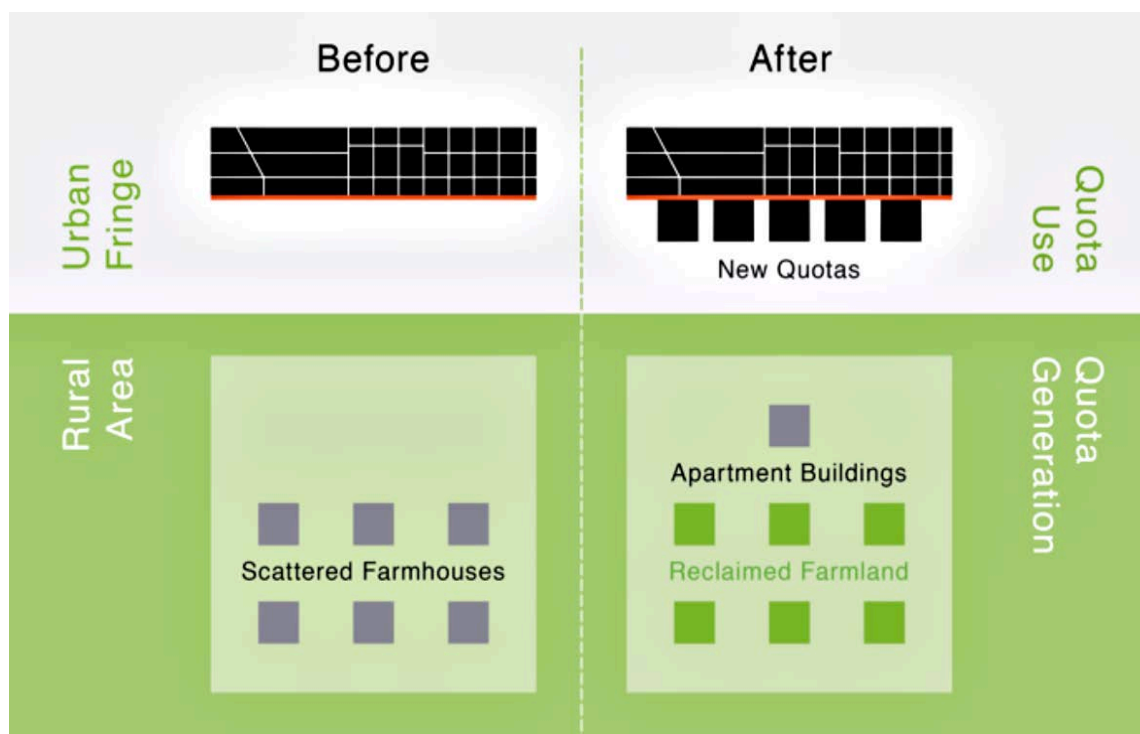 Before
After
Urban
Fringe
Quota
Use
New Quotas
Rural
Area
Quota
Generation
Apartment Buildings
Scattered Farmhouses
Reclaimed Farmland